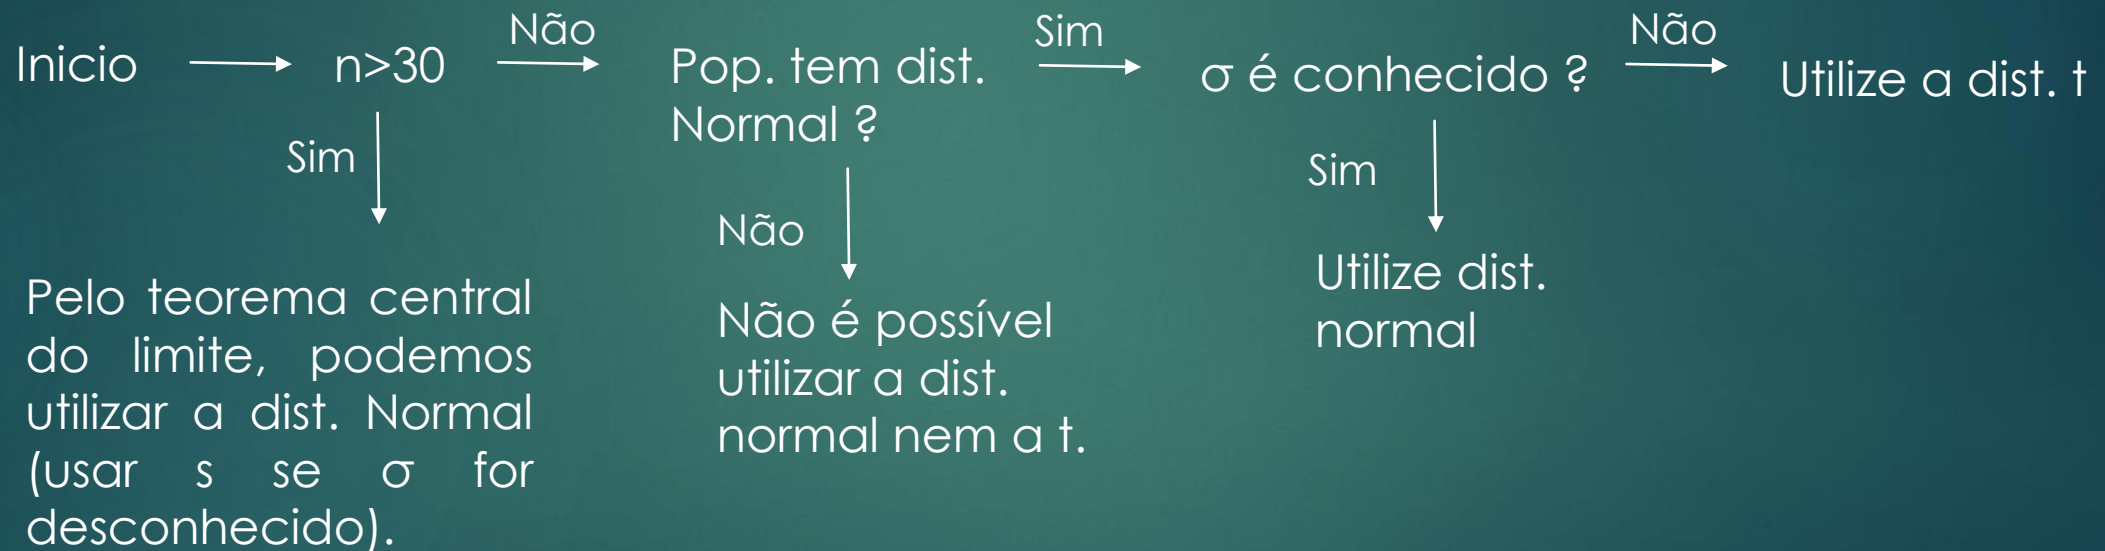 Inicio
n>30
Não
Pop. tem dist.
Normal ?
Sim
σ é conhecido ?
Não
Utilize a dist. t
Sim
Pelo teorema central
do limite, podemos
utilizar a dist. Normal
(usar s se σ for
desconhecido).
Não
Não é possível
utilizar a dist.
normal nem a t.
Sim
Utilize dist.
normal